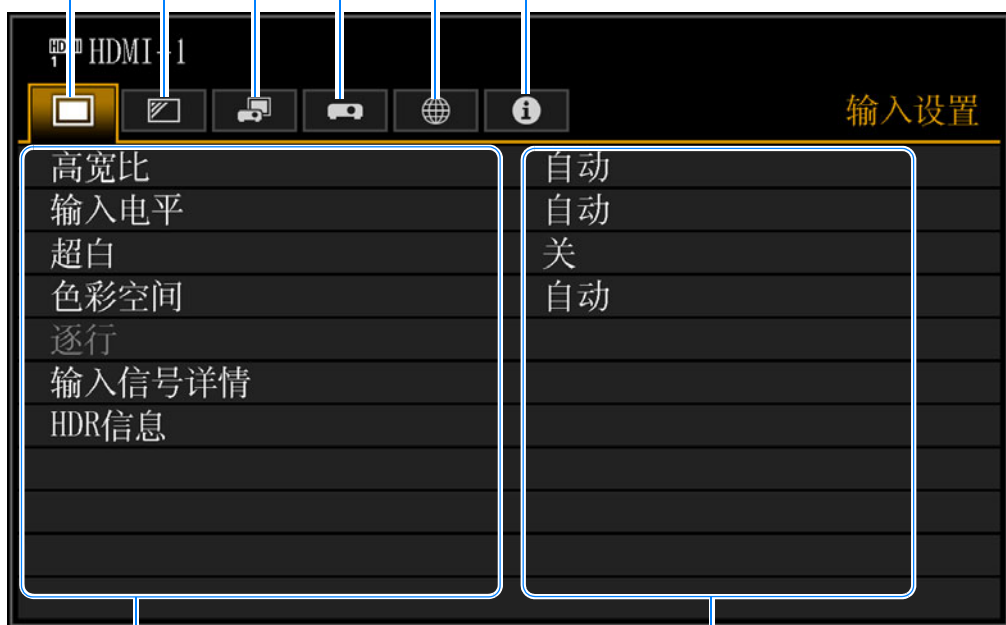 HDMI
1 HDMI-1
输入设置
高宽比 自动
输入电平 自动
超白 关
色彩空间 自动
逐行
输入信号详情
HDR信息